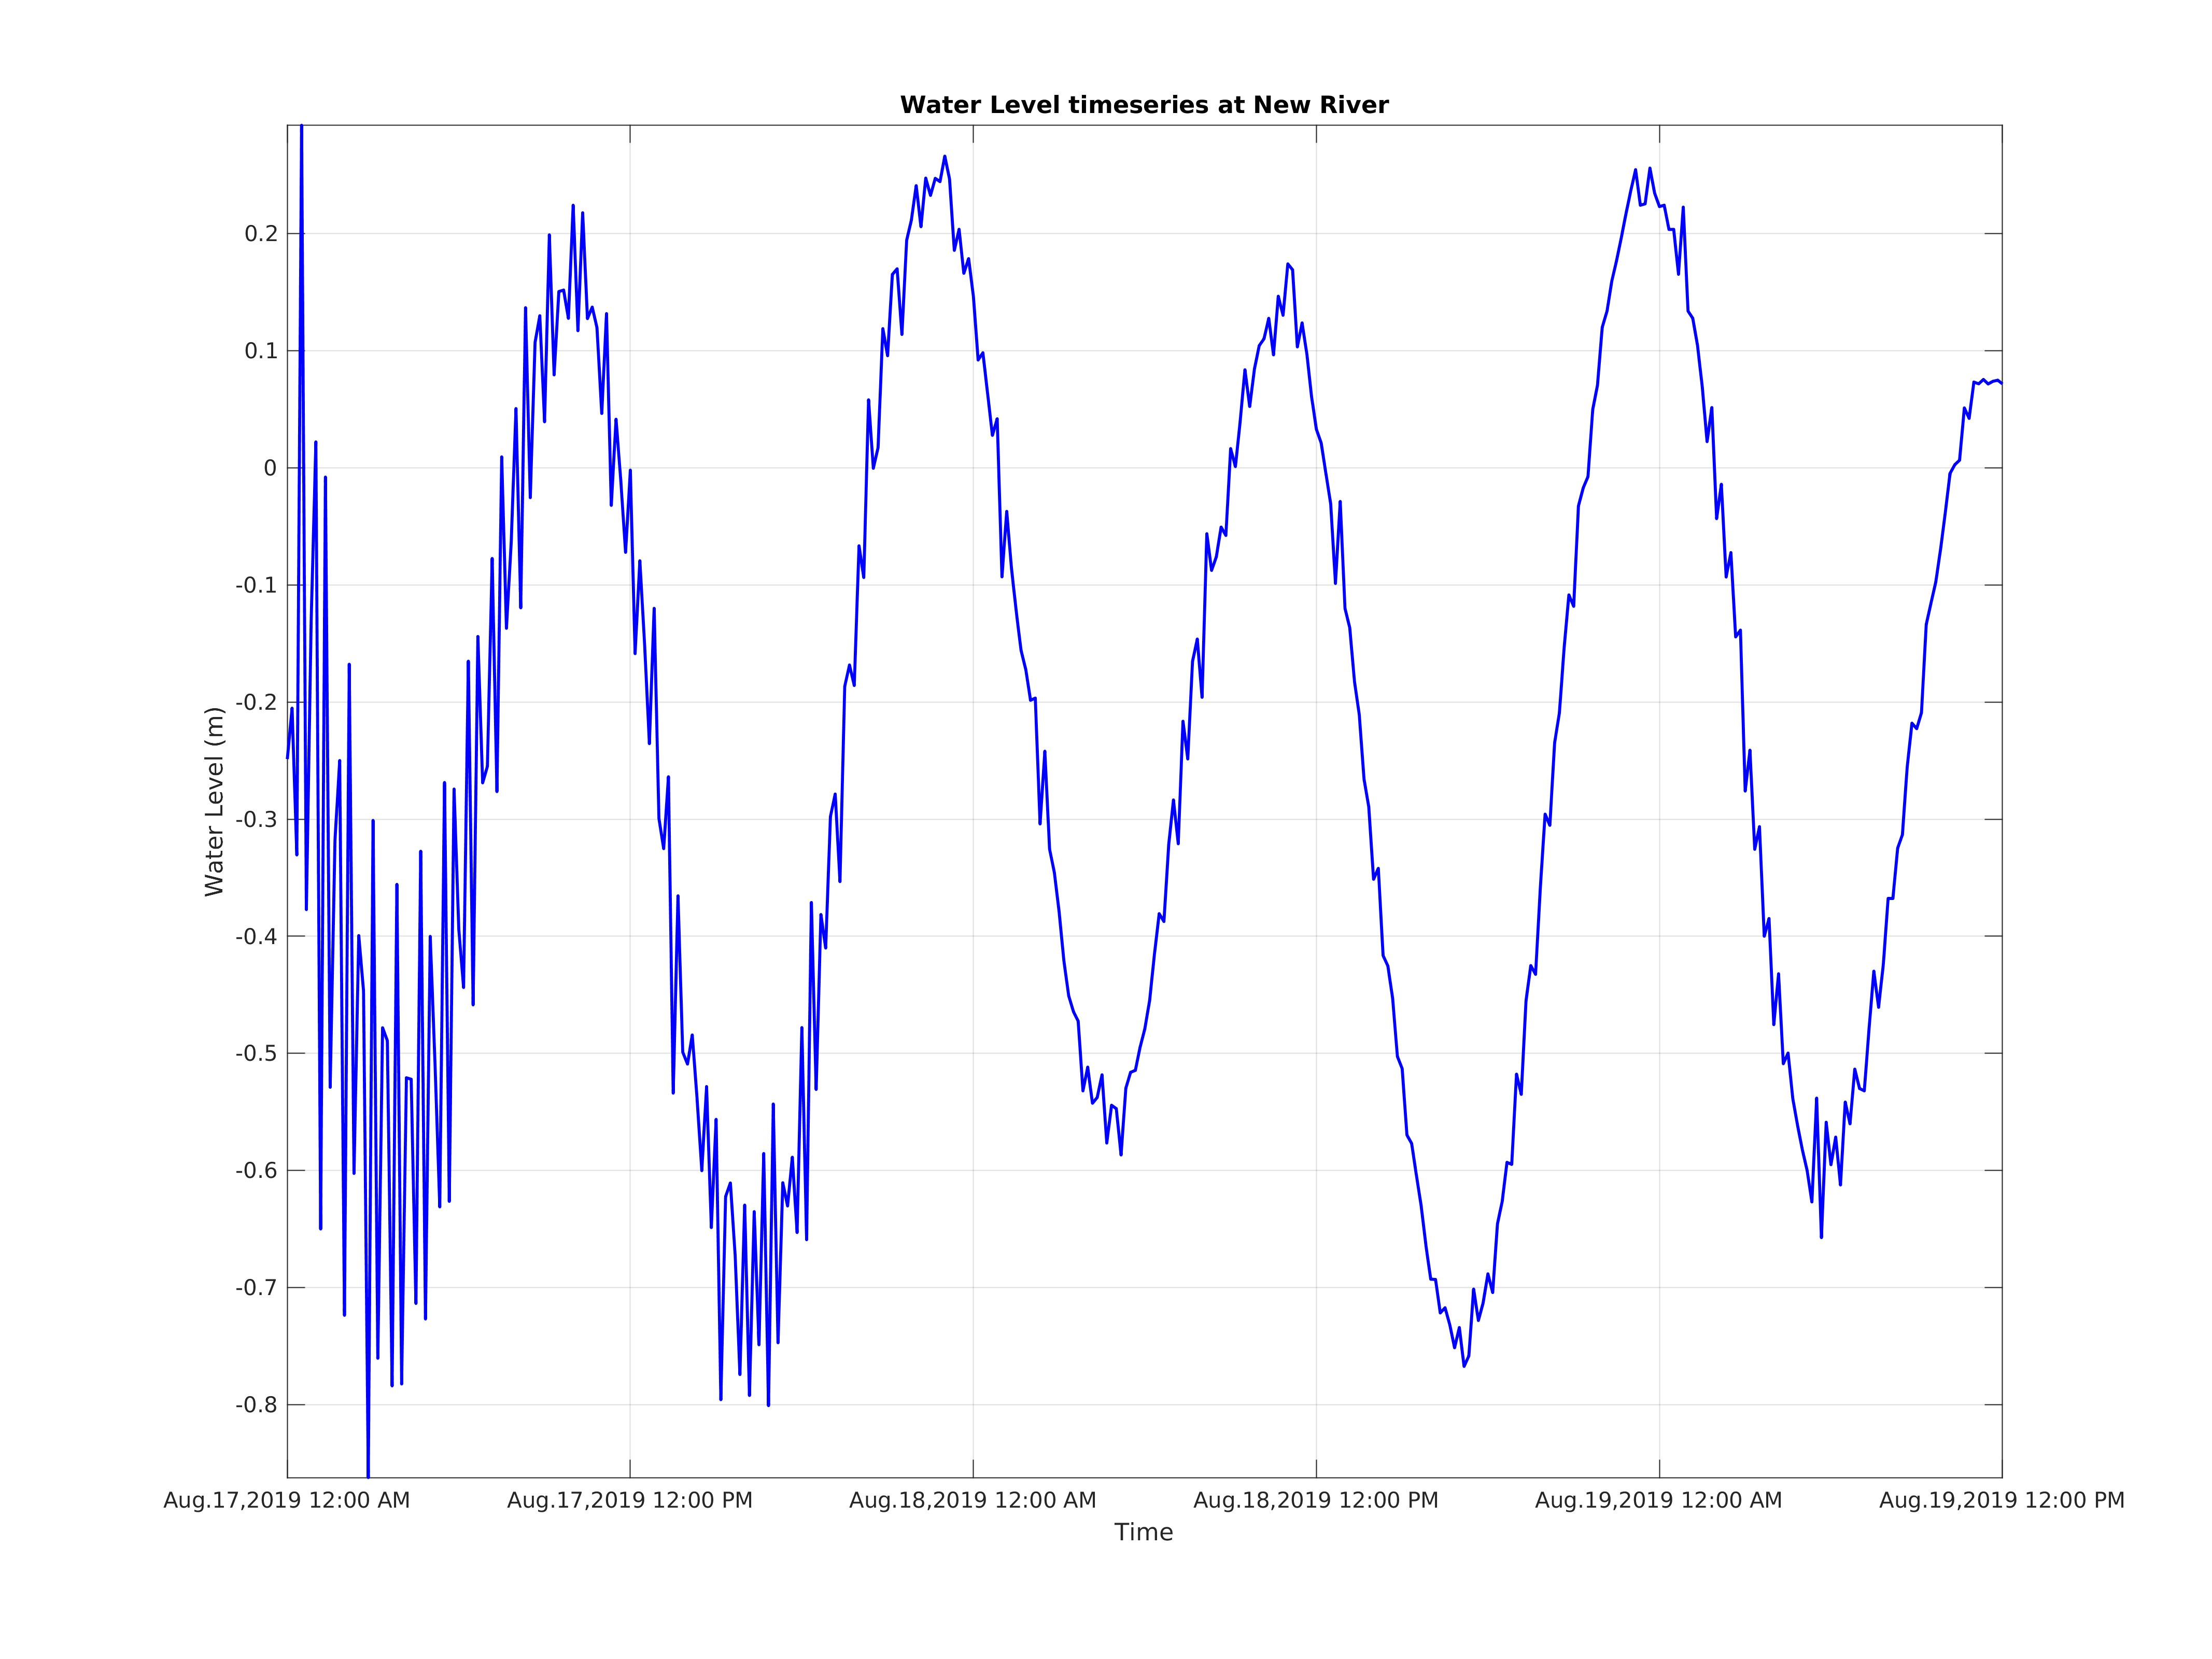 Water Level timeseries at New River
0.2
0.1
0
-0.1
-0.2
-0.3
-0.4
-0.5
-0.6
-0.7
-0.8
Water Level (m)
Aug.17,2019 12:00 AM Aug.17,2019 12:00 PM Aug.18,2019 12:00 AM Aug.18,2019 12:00 PM Aug.19,2019 12:00 AM Aug.19,2019 12:00 PM
Time